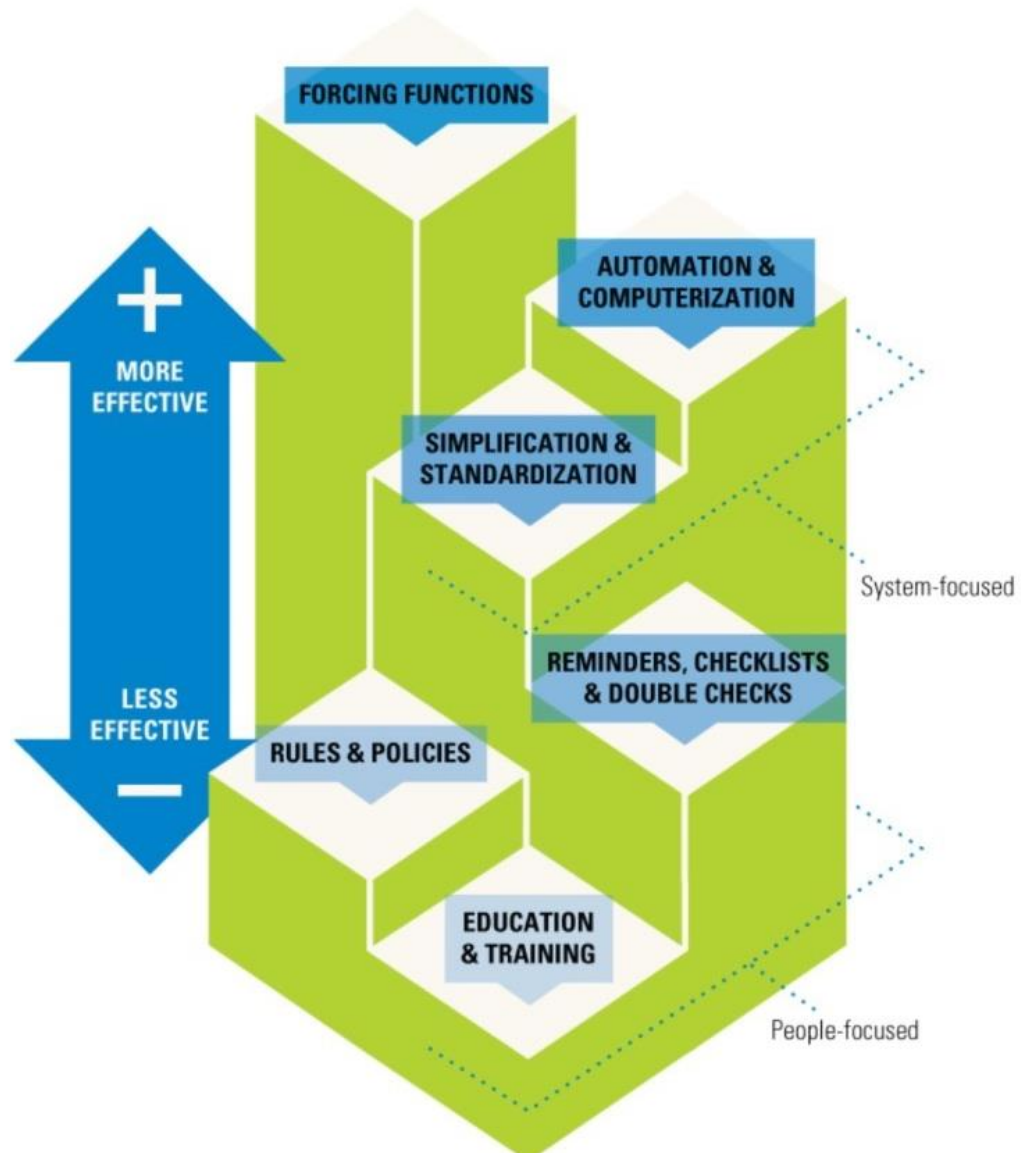 FORCING FUNCTIONS
AUTOMATION &
COMPUTERIZATION
+
MORE
EFFECTIVE
SIMPLIFICATION &
STANDARDIZATION
System-focused
REMINDERS, CHECKLISTS
& DOUBLE CHECKS
LESS
EFFECTIVE
−
RULES & POLICIES
EDUCATION
& TRAINING
People-focused